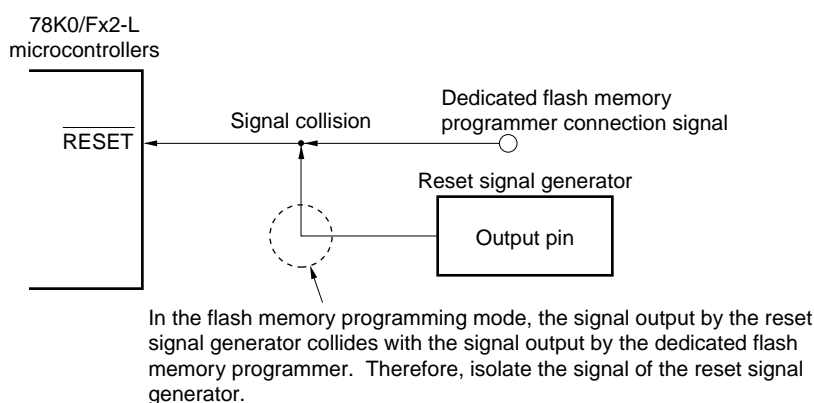 78K0/Fx2-L
microcontrollers
RESET
Signal collision
Dedicated flash memory
programmer connection signal
Reset signal generator
Output pin
In the flash memory programming mode, the signal output by the reset
signal generator collides with the signal output by the dedicated flash
memory programmer.  Therefore, isolate the signal of the reset signal
generator.